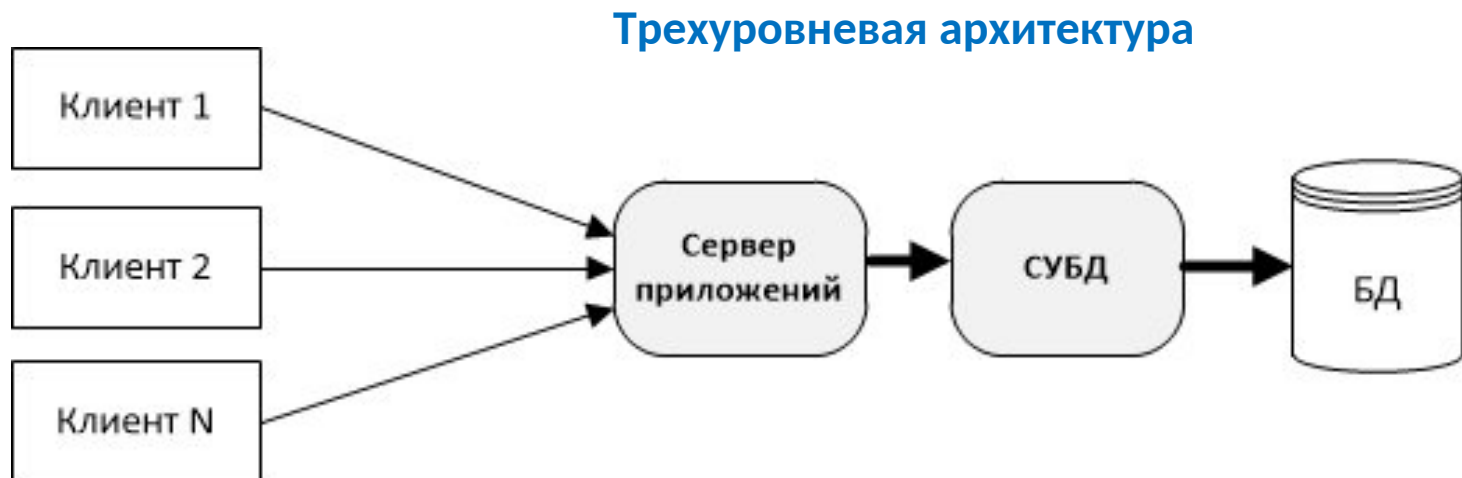 Трехуровневая архитектура
Клиент 1
Клиент 2
Клиент N
Сервер
приложений
СУБД
БД